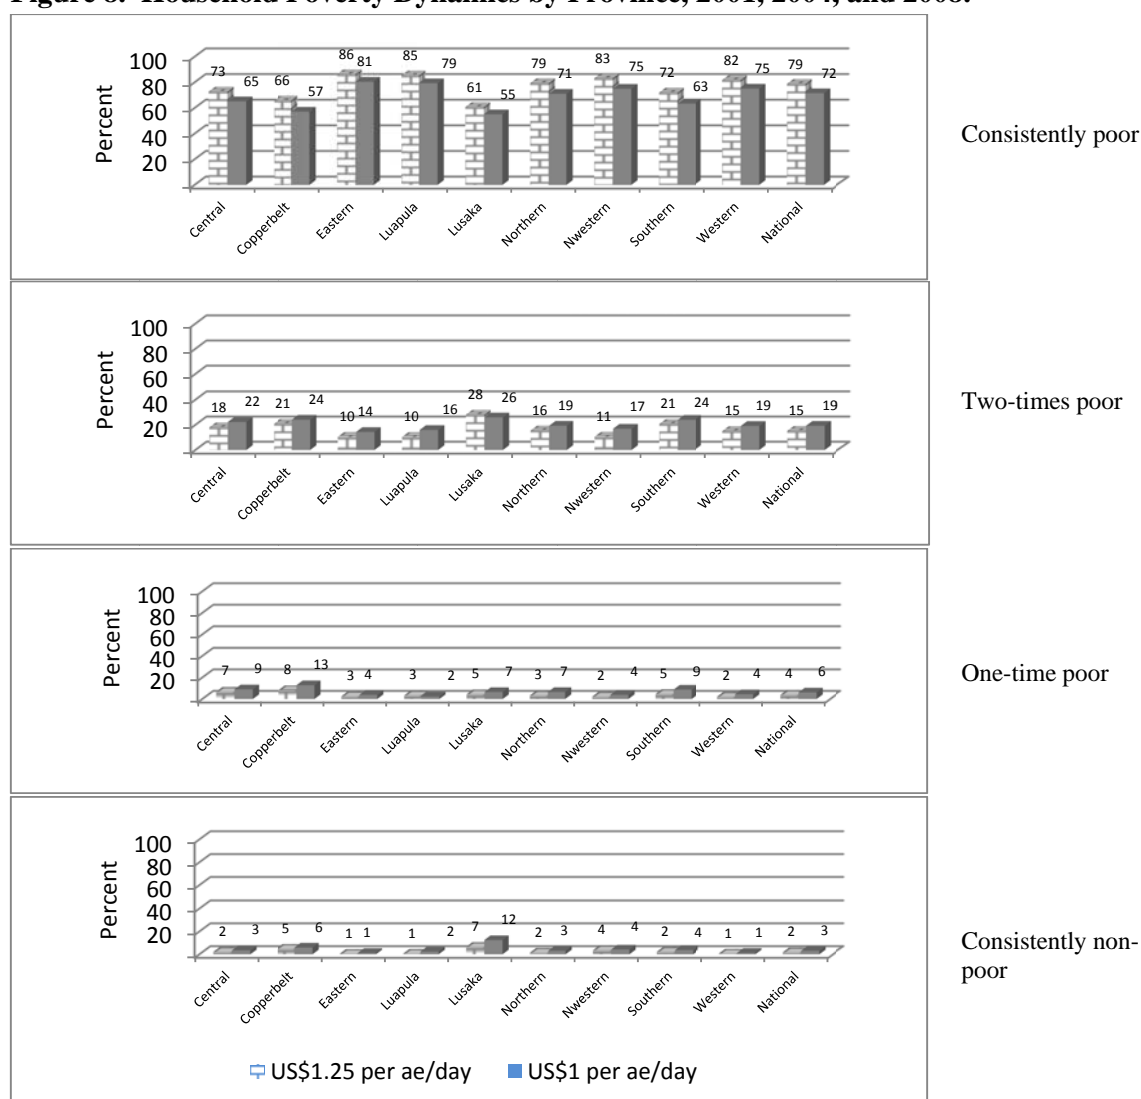 Figure 8. Household Poverty Dynamics by Province, 2001, 2004, and 2008.
Percent
100
80
60
40
20
73 65 66 57 86 81 85 79 61 55 79 71 83 75 72 63 82 75 79 72
Central Copperbelt Eastern Luapula Lusaka Northern Nwestern Southern Western National
Consistently poor
Percent
100
80
60
40
20
18 22 21 24 10 14 10 16 28 26 16 19 11 17 21 24 15 19 15 19
Central Copperbelt Eastern Luapula Lusaka Northern Nwestern Southern Western National
Two-times poor
Percent
100
80
60
40
20
7 9 8 13 3 4 3 2 5 7 3 7 2 4 5 9 2 4 4 6
Central Copperbelt Eastern Luapula Lusaka Northern Nwestern Southern Western National
One-time poor
Percent
100
80
60
40
20
2 3 5 6 1 1 1 2 7 12 2 3 4 4 2 4 1 1 2 3
Central Copperbelt Eastern Luapula Lusaka Northern Nwestern Southern Western National
Consistently non-
poor
US$1.25 per ae/day US$1 per ae/day